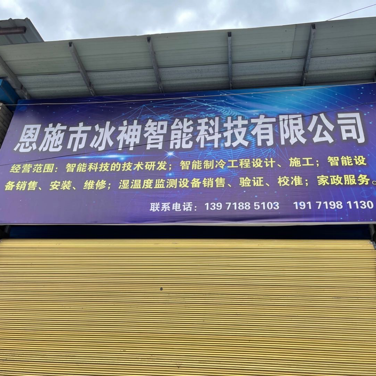 恩施市冰神智能科技有限公司
经营范围：智能科技的技术研发；智能制冷工程设计、施工；智能设
备销售、安装、维修；湿温度监测设备销售、验证、校准；家政服务。
联系电话：139 7188 5103 191 7198 1130